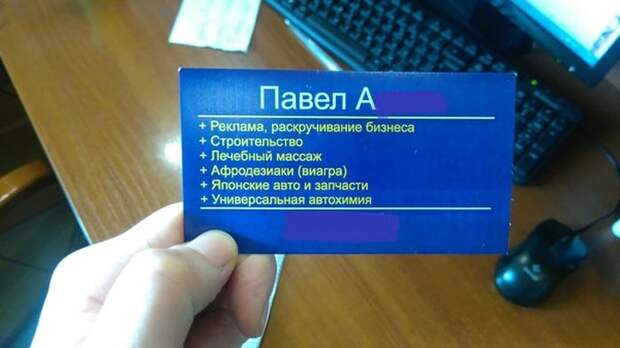 Павел А
+ Реклама, раскручивание бизнеса
+ Строительство
+ Лечебный массаж
+ Афродезиаки (виагра)
+ Японские авто и запчасти
+ Универсальная автохимия